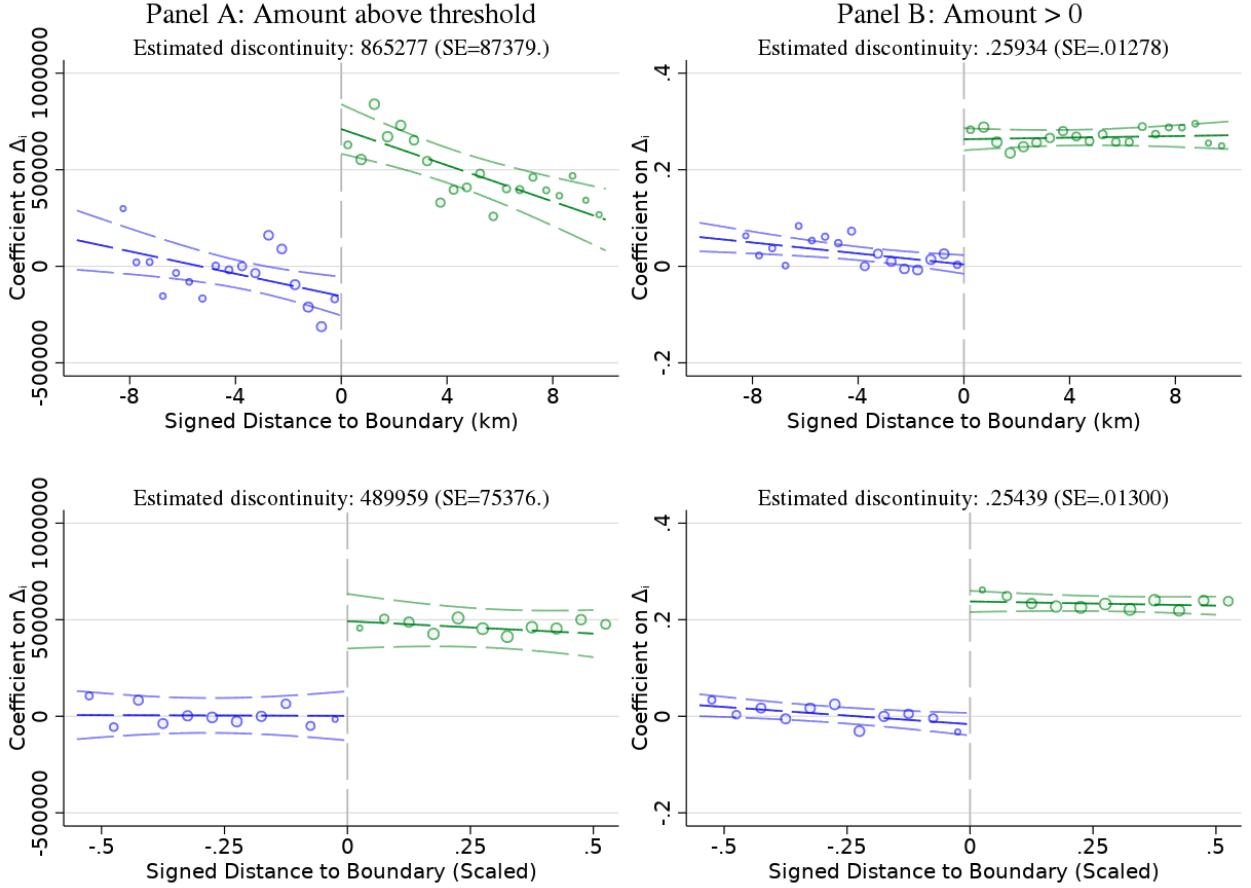 Panel A: Amount above threshold
Estimated discontinuity: 865277 (SE=87379.)
Coefficient on Δᵢ
1000000
500000
0
-500000
-8 -4 0 4 8
Signed Distance to Boundary (km)
Panel B: Amount > 0
Estimated discontinuity: .25934 (SE=.01278)
Coefficient on Δᵢ
.4
.2
0
-.2
-8 -4 0 4 8
Signed Distance to Boundary (km)
Estimated discontinuity: 489959 (SE=75376.)
Coefficient on Δᵢ
1000000
500000
0
-500000
-.5 -.25 0 .25 .5
Signed Distance to Boundary (Scaled)
Estimated discontinuity: .25439 (SE=.01300)
Coefficient on Δᵢ
.4
.2
0
-.2
-.5 -.25 0 .25 .5
Signed Distance to Boundary (Scaled)